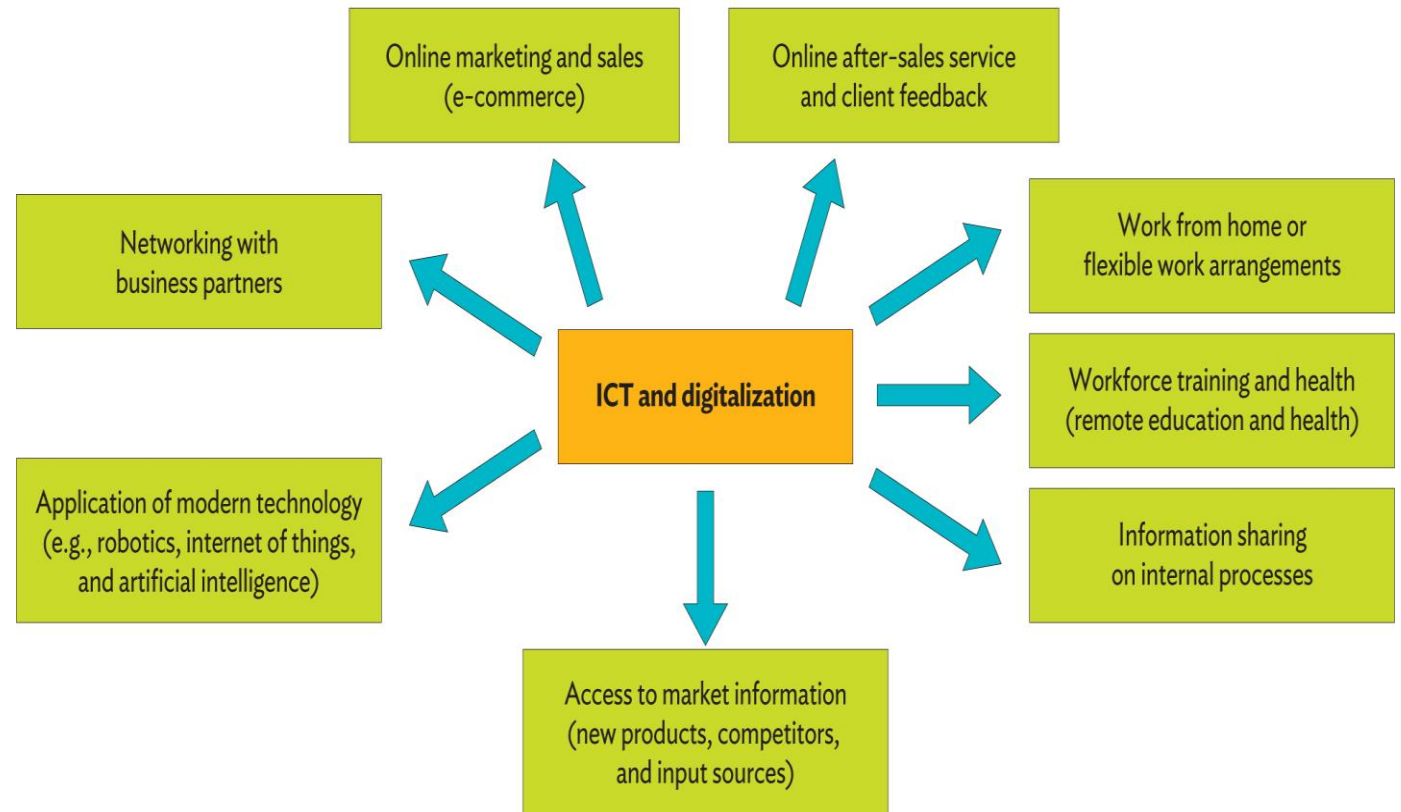 Online marketing and sales
(e-commerce)
Online after-sales service
and client feedback
Networking with
business partners
Work from home or
flexible work arrangements
ICT and digitalization
Workforce training and health
(remote education and health)
Application of modern technology
(e.g., robotics, internet of things,
and artificial intelligence)
Information sharing
on internal processes
Access to market information
(new products, competitors,
and input sources)